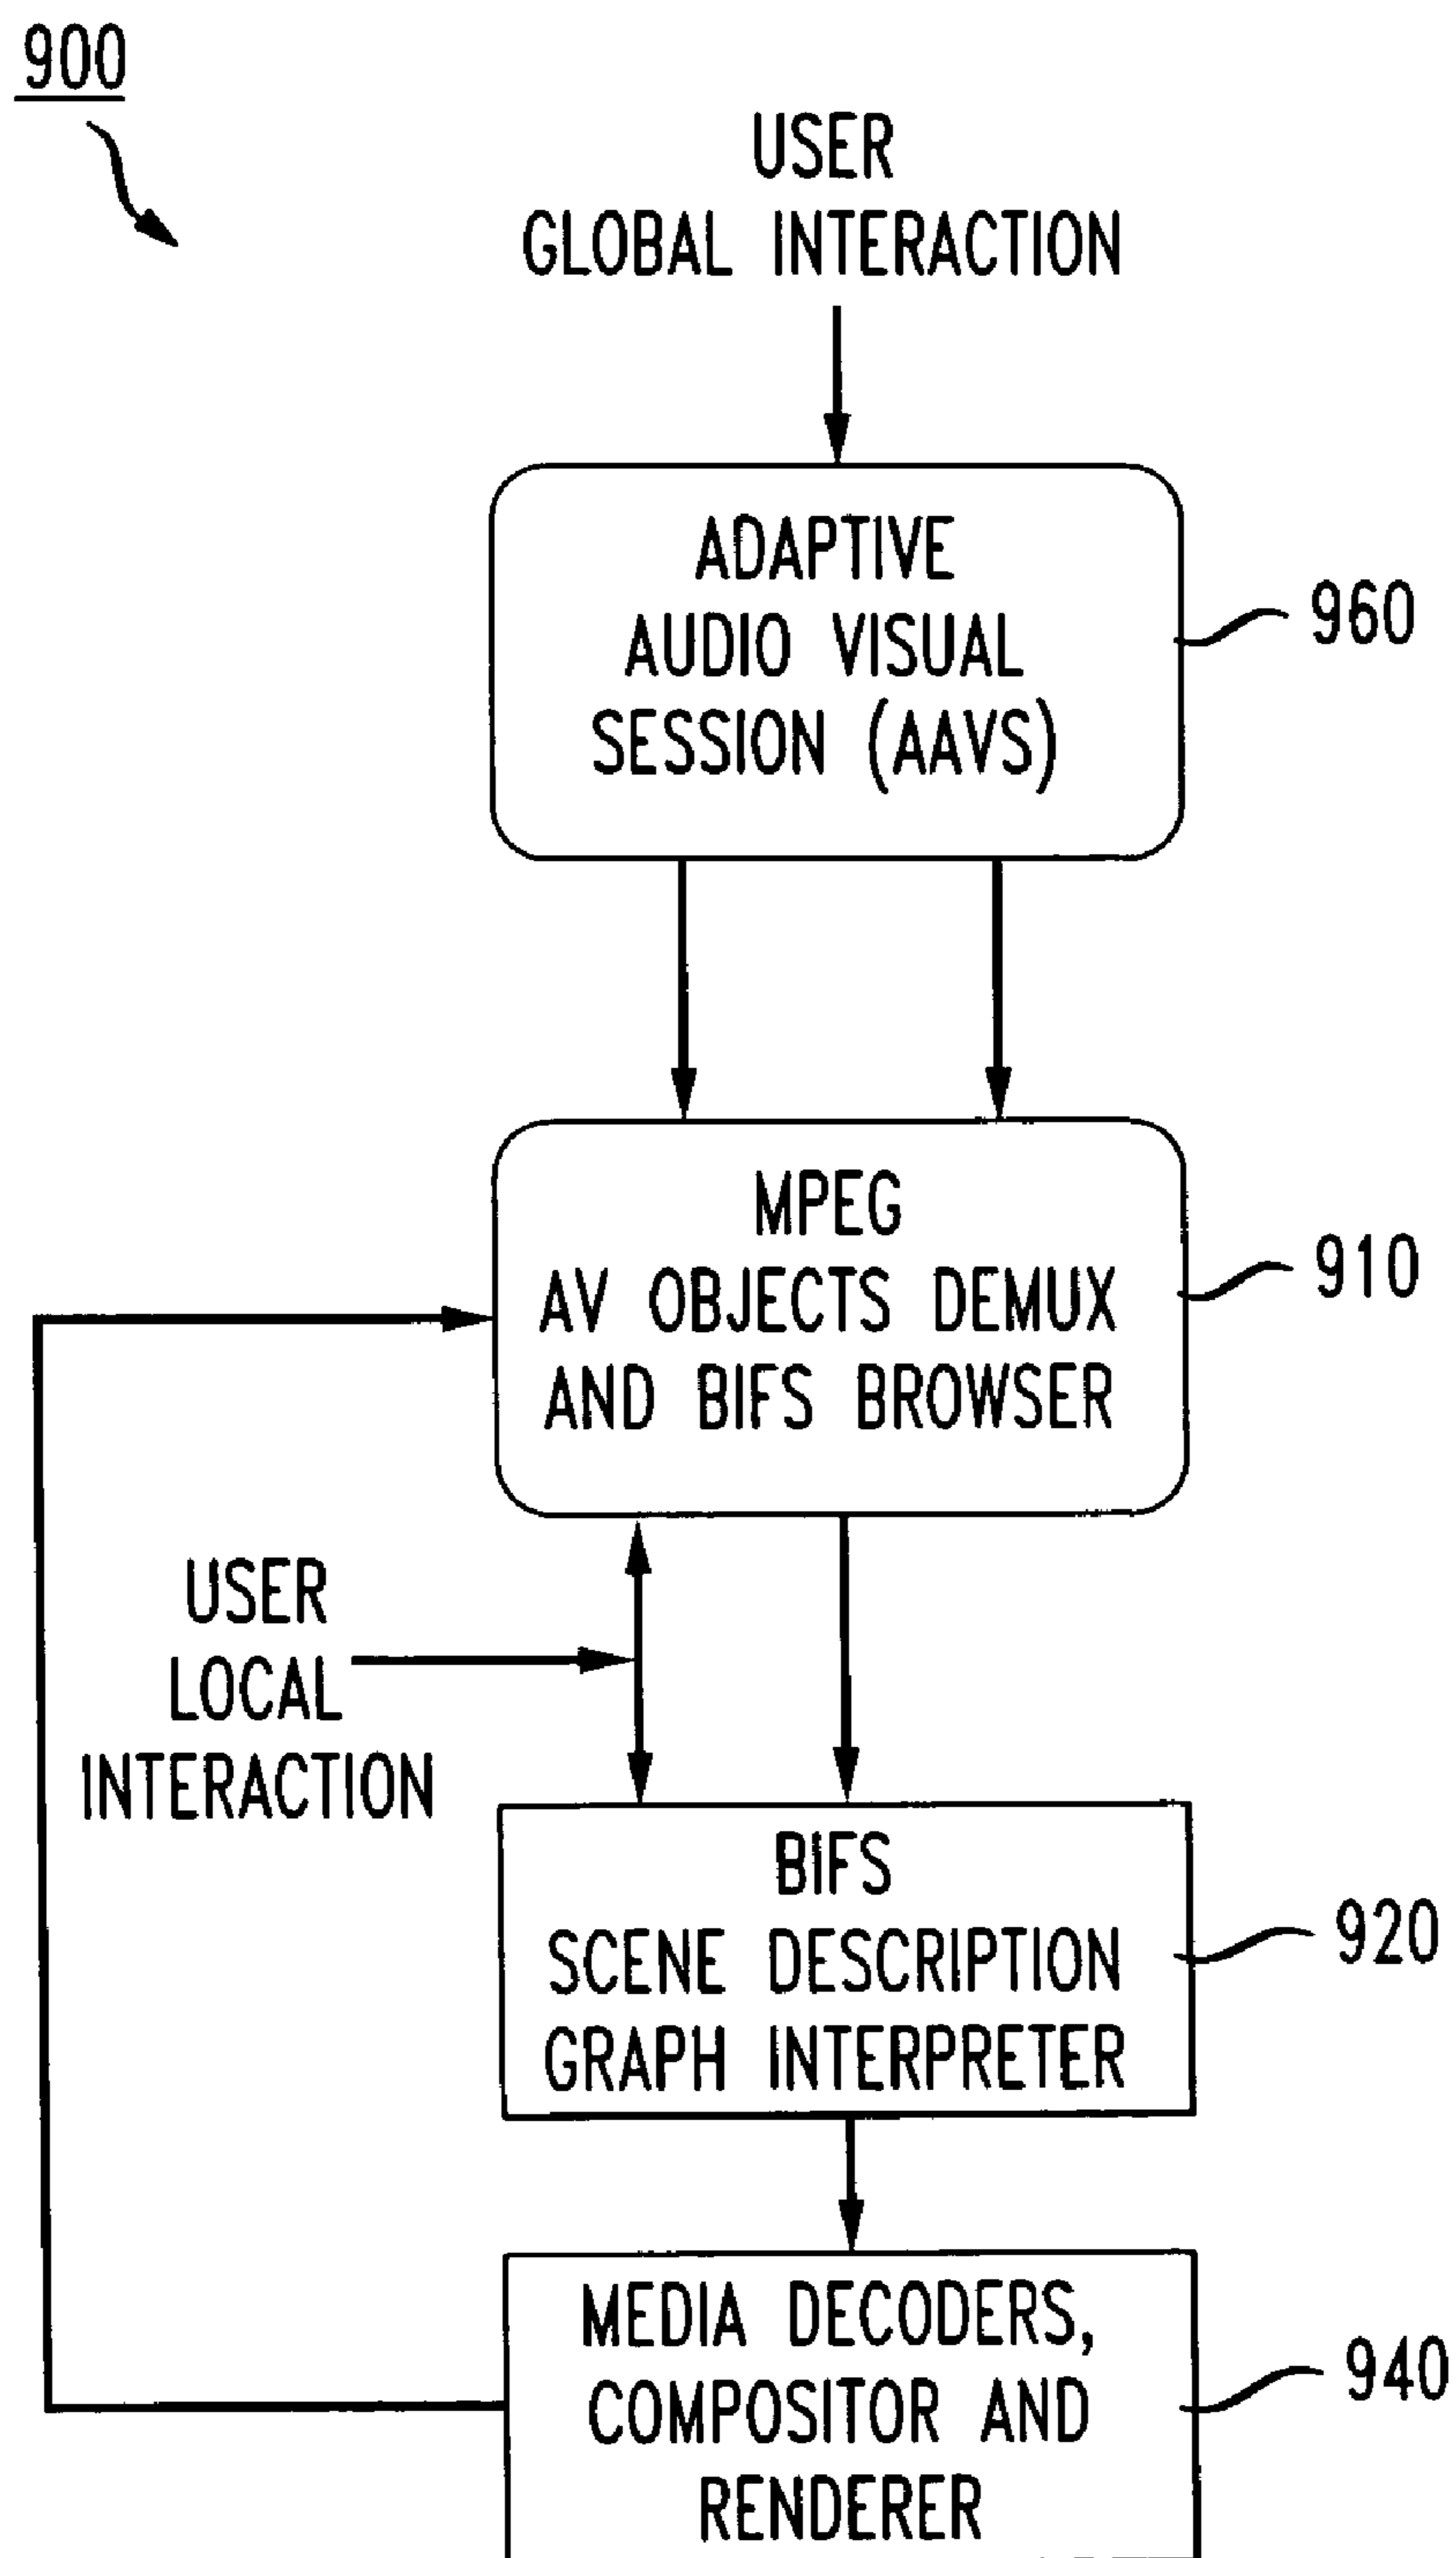 900
USER
GLOBAL INTERACTION
ADAPTIVE
AUDIO VISUAL
SESSION (AAVS)
960
MPEG
AV OBJECTS DEMUX
AND BIFS BROWSER
910
USER
LOCAL
INTERACTION
BIFS
SCENE DESCRIPTION
GRAPH INTERPRETER
920
MEDIA DECODERS,
COMPOSITOR AND
RENDERER
940